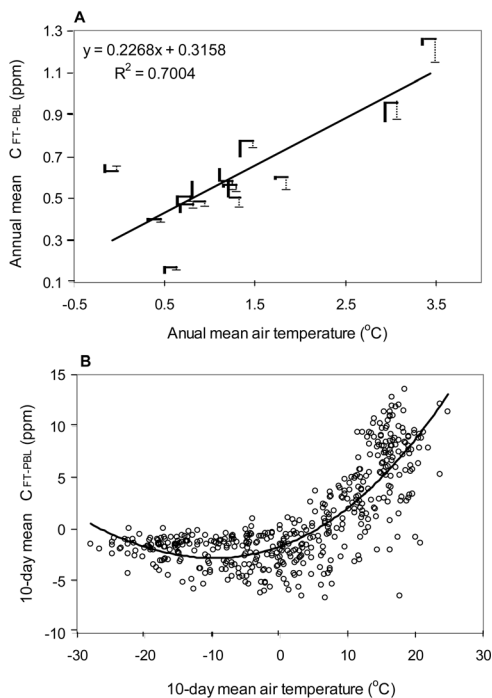 A
y = 0.2268x + 0.3158
R2 = 0.7004
Annual mean C FT- PBL (ppm)
1.3
1.1
0.9
0.7
0.5
0.3
0.1
-0.5 0.5 1.5 2.5 3.5
Anual mean air temperature (oC)
B
10-day mean C FT-PBL (ppm)
15
10
5
0
-5
-10
-30 -20 -10 0 10 20 30
10-day mean air temperature (oC)